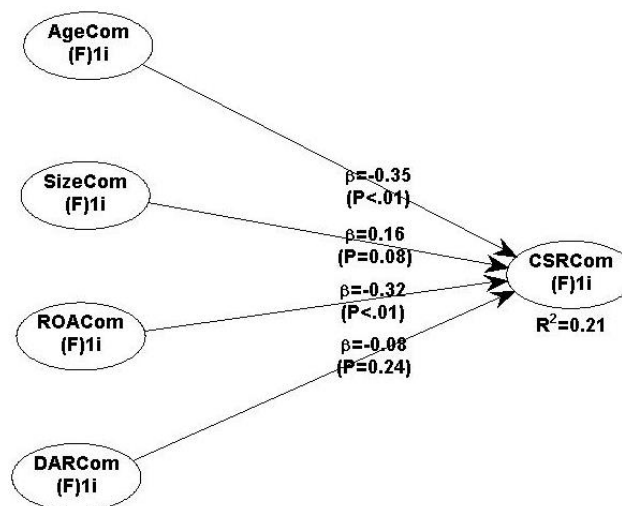 AgeCom
(F)1i
β=-0.35
(P<.01)
SizeCom
(F)1i
β=0.16
(P=0.08)
CSRCom
(F)1i
R²=0.21
ROACom
(F)1i
β=-0.32
(P<.01)
β=-0.08
(P=0.24)
DARCom
(F)1i